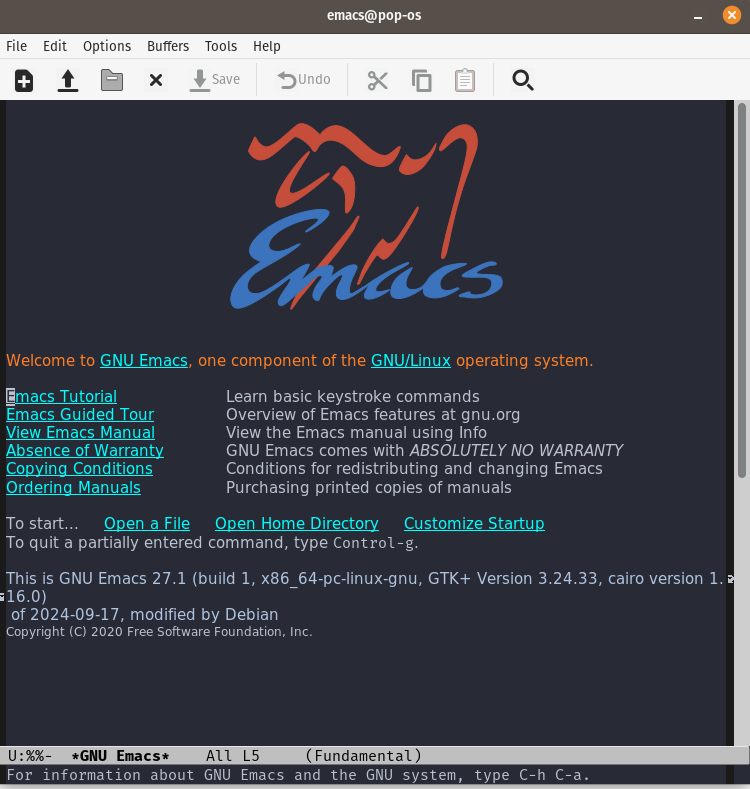 emacs@pop-os
File Edit Options Buffers Tools Help
Save Undo
Emacs
Welcome to GNU Emacs, one component of the GNU/Linux operating system.
Emacs Tutorial Learn basic keystroke commands
Emacs Guided Tour Overview of Emacs features at gnu.org
View Emacs Manual View the Emacs manual using Info
Absence of Warranty GNU Emacs comes with ABSOLUTELY NO WARRANTY
Copying Conditions Conditions for redistributing and changing Emacs
Ordering Manuals Purchasing printed copies of manuals
To start... Open a File Open Home Directory Customize Startup
To quit a partially entered command, type Control-g.
This is GNU Emacs 27.1 (build 1, x86_64-pc-linux-gnu, GTK+ Version 3.24.33, cairo version 1.
16.0)
of 2024-09-17, modified by Debian
Copyright (C) 2020 Free Software Foundation, Inc.
U:%%- *GNU Emacs* All L5 (Fundamental)
For information about GNU Emacs and the GNU system, type C-h C-a.